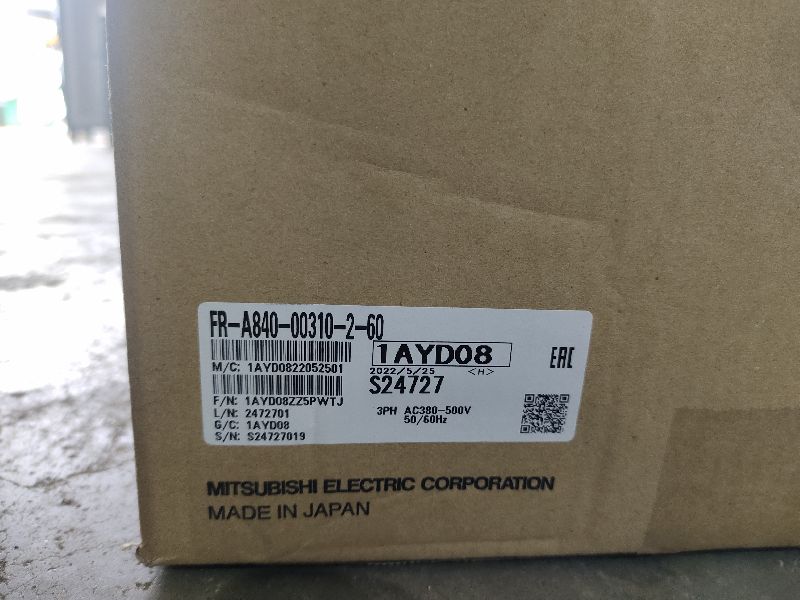 FR-A840-00310-2-60
1AYD08
EAC
M/C: 1AYD0822052501
2022/5/25 <H>
S24727
F/N: 1AYD08ZZ5PWTJ
L/N: 2472701
3PH AC380-500V
G/C: 1AYD08
50/60Hz
S/N: S24727019
MITSUBISHI ELECTRIC CORPORATION
MADE IN JAPAN